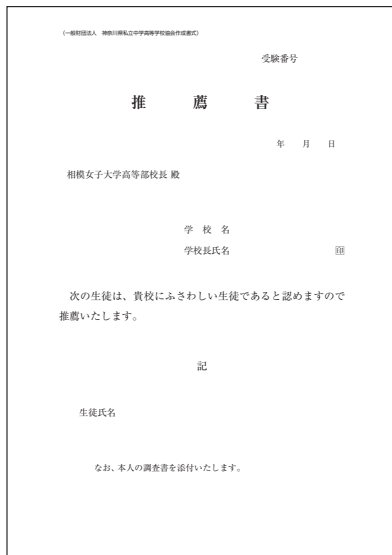 （一般財団法人　神奈川県私立中学高等学校協会作成書式）
受験番号
推　薦　書
年　月　日
相模女子大学高等部校長 殿
学　校　名
学校長氏名　印
次の生徒は、貴校にふさわしい生徒であると認めますので
推薦いたします。
記
生徒氏名
なお、本人の調査書を添付いたします。